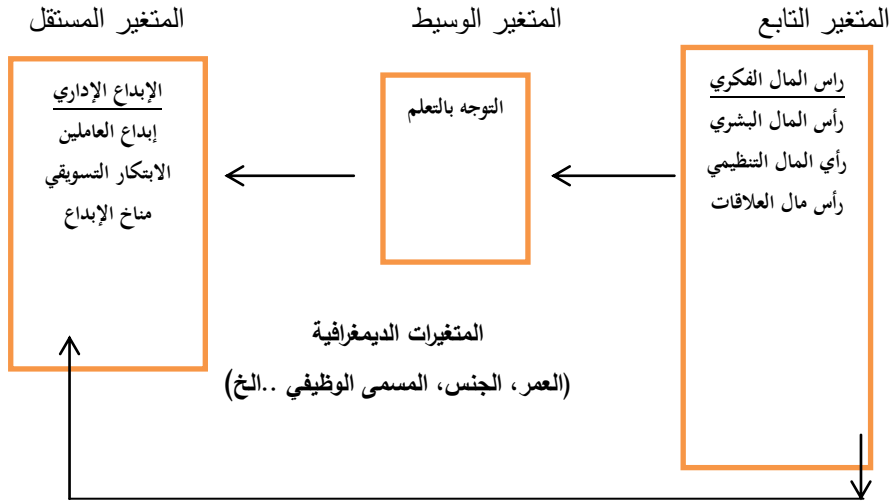 المتغير التابع
المتغير الوسيط
المتغير المستقل
راس المال الفكري
رأس المال البشري
رأي المال التنظيمي
رأس مال العلاقات
التوجه بالتعلم
الإبداع الإداري
إبداع العاملين
الابتكار التسويقي
مناخ الإبداع
المتغيرات الديمغرافية
(العمر، الجنس، المسمى الوظيفي ..الخ)